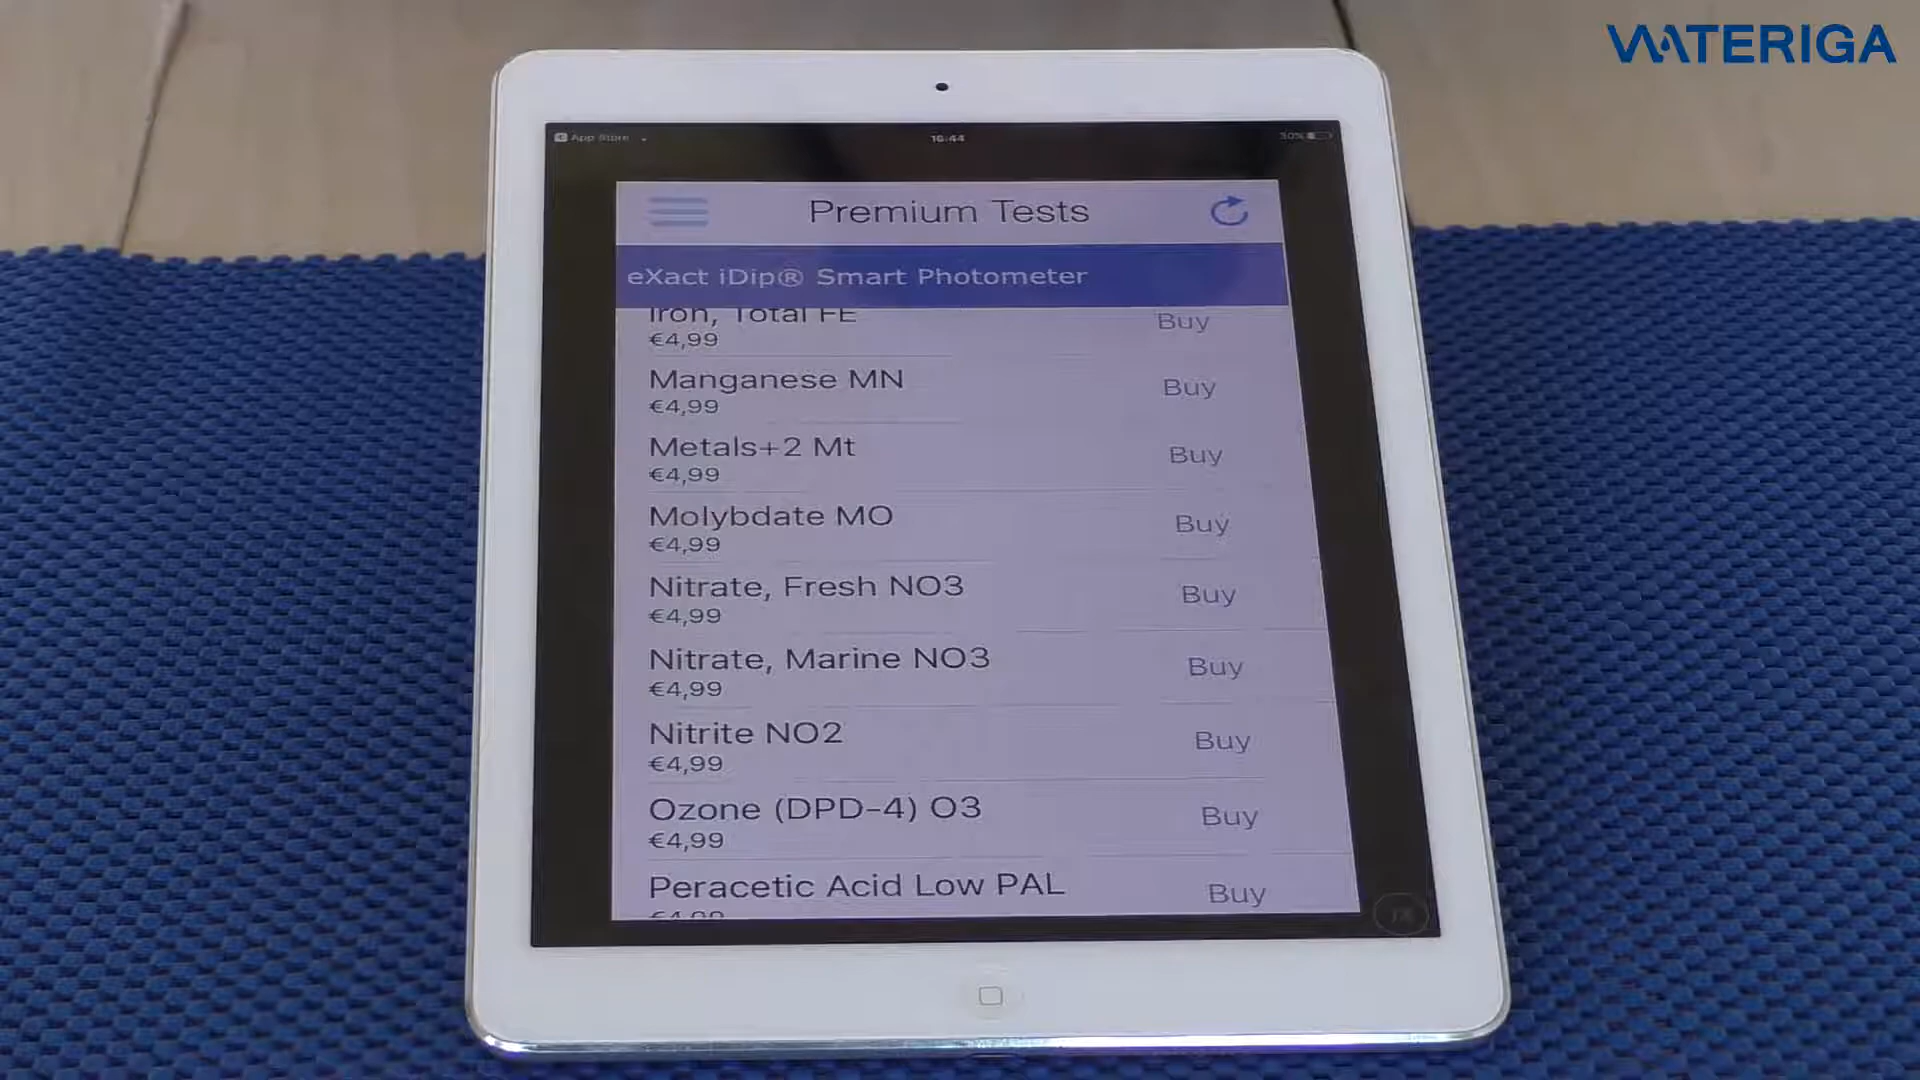 WATERIGA
App Store
16:44
30%
Premium Tests
eXact iDip® Smart Photometer
Iron, Total FE
Buy
€4,99
Manganese MN
Buy
€4,99
Metals+2 Mt
Buy
€4,99
Molybdate MO
Buy
€4,99
Nitrate, Fresh NO3
Buy
€4,99
Nitrate, Marine NO3
Buy
€4,99
Nitrite NO2
Buy
€4,99
Ozone (DPD-4) O3
Buy
€4,99
Peracetic Acid Low PAL
Buy